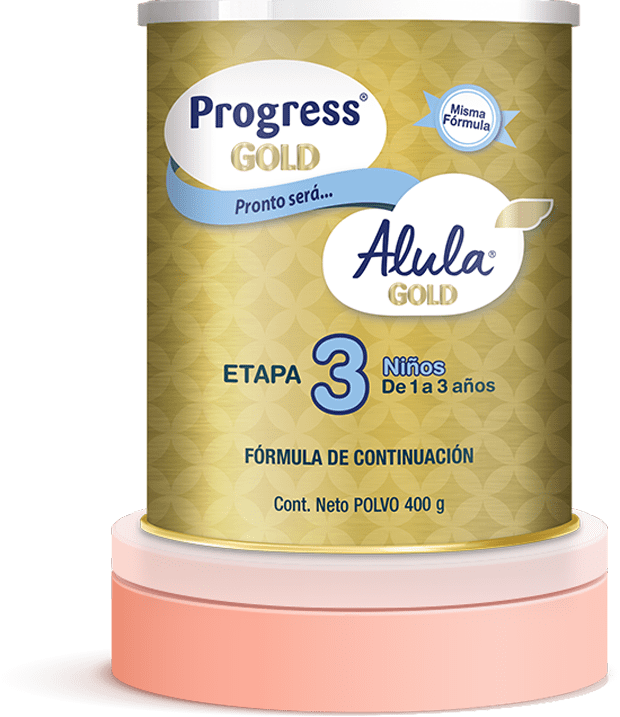 Progress®
GOLD
Misma
Fórmula
Pronto será...
Alula®
GOLD
ETAPA 3 Niños
De 1 a 3 años
FÓRMULA DE CONTINUACIÓN
Cont. Neto POLVO 400 g